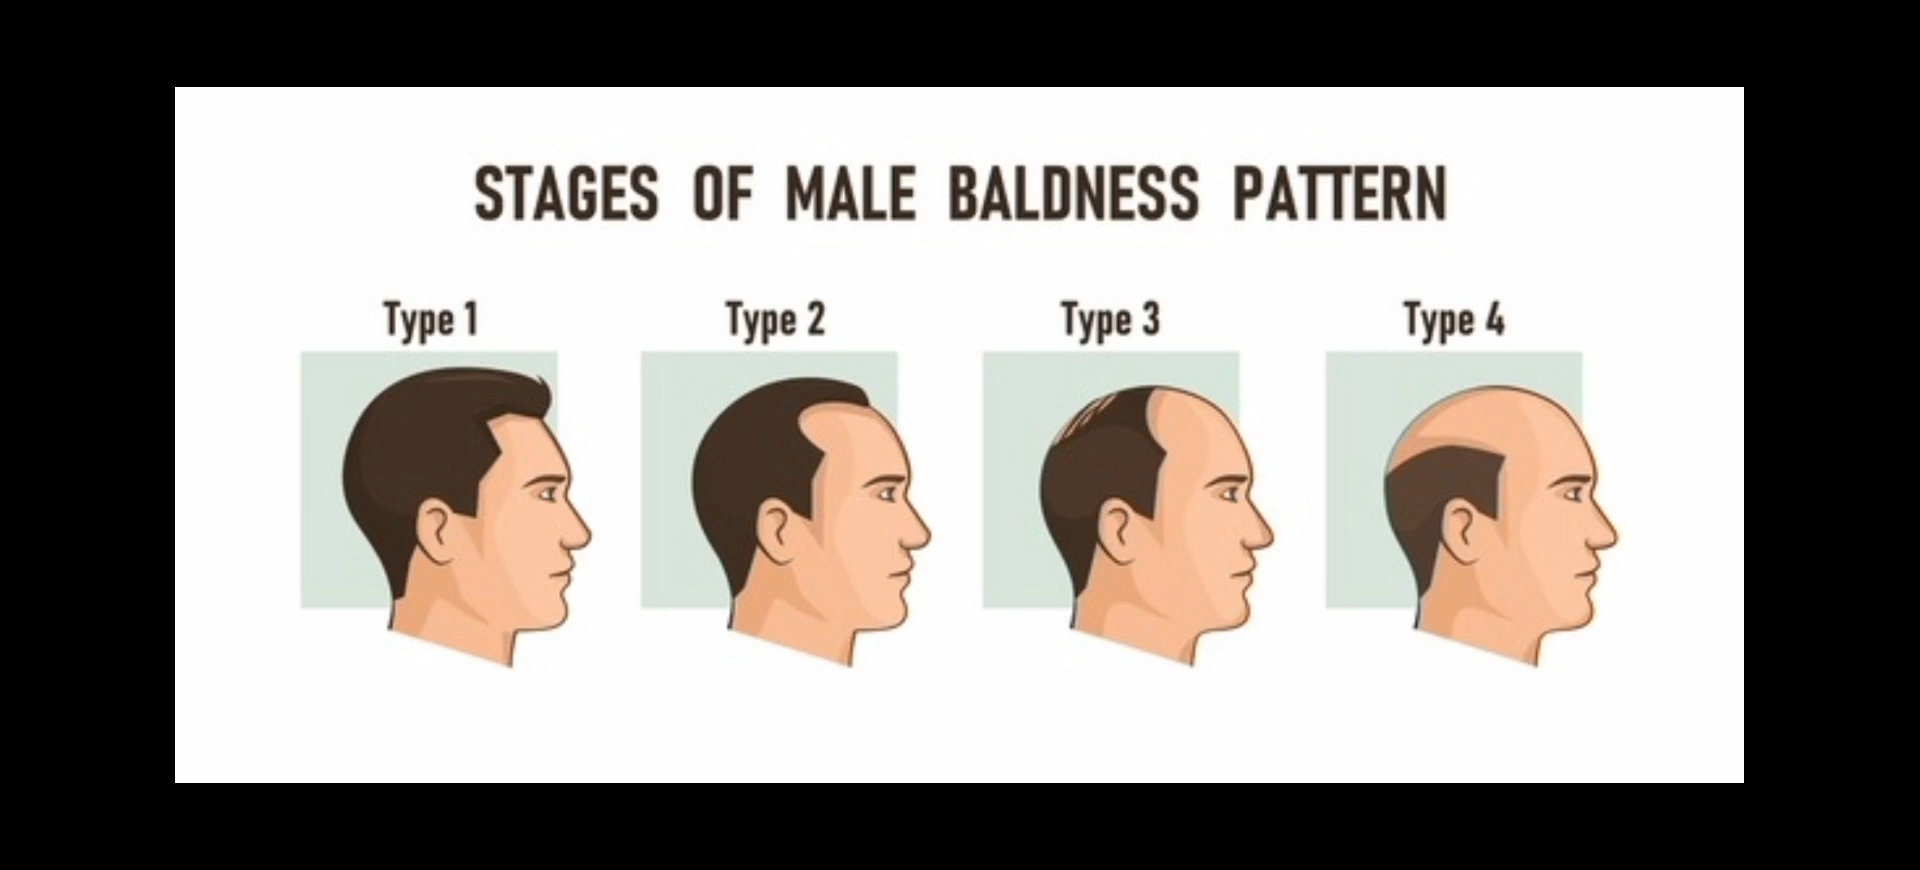 STAGES OF MALE BALDNESS PATTERN
Type 1
Type 2
Type 3
Type 4